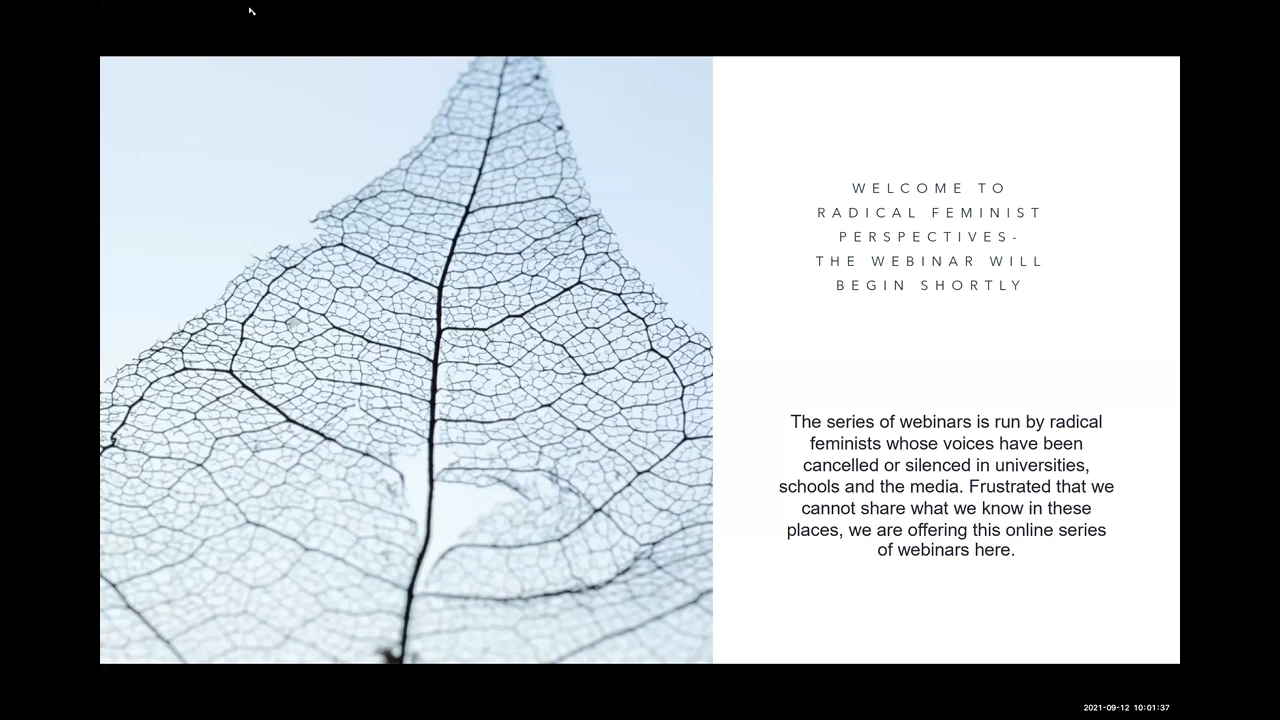 WELCOME TO
RADICAL FEMINIST
PERSPECTIVES-
THE WEBINAR WILL
BEGIN SHORTLY
The series of webinars is run by radical
feminists whose voices have been
cancelled or silenced in universities,
schools and the media. Frustrated that we
cannot share what we know in these
places, we are offering this online series
of webinars here.
2021-09-12 10:01:37